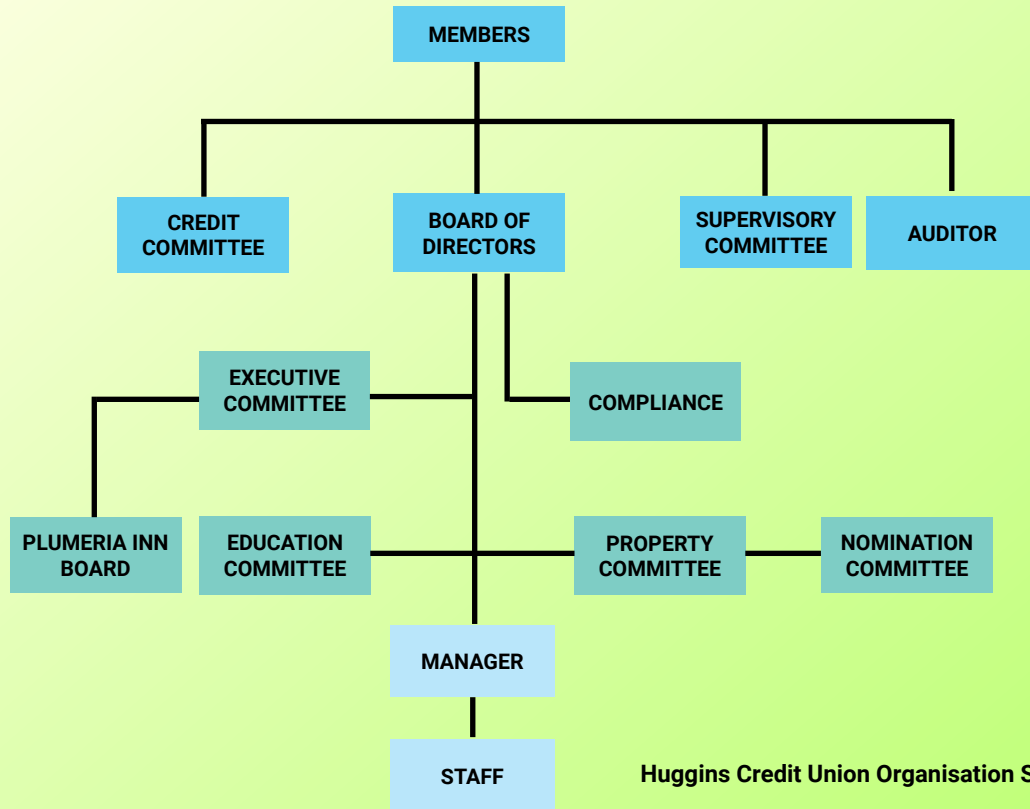 MEMBERS
CREDIT
COMMITTEE
BOARD OF
DIRECTORS
SUPERVISORY
COMMITTEE
AUDITOR
EXECUTIVE
COMMITTEE
COMPLIANCE
PLUMERIA INN
BOARD
EDUCATION
COMMITTEE
PROPERTY
COMMITTEE
NOMINATION
COMMITTEE
MANAGER
STAFF
Huggins Credit Union Organisation S